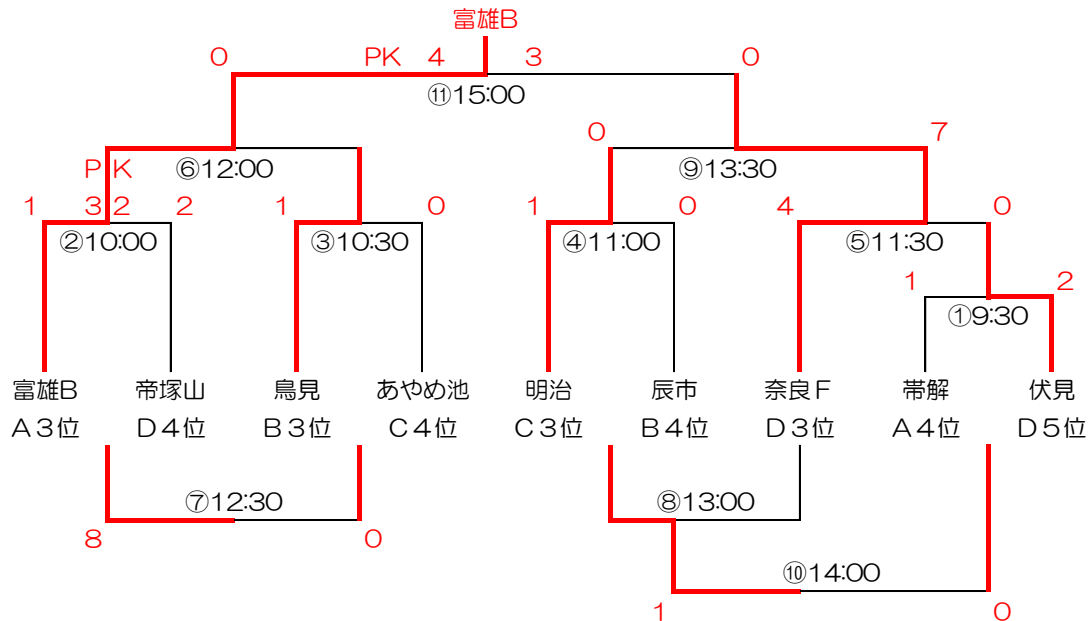 富雄B
0 PK 4 3 0
⑪15:00
0 7
PK ⑥12:00 ⑨13:30
1 3 2 2 1 0 1 0 4 0
②10:00 ③10:30 ④11:00 ⑤11:30
1 2
①9:30
富雄B 帝塚山 鳥見 あやめ池 明治 辰市 奈良F 帯解 伏見
A3位 D4位 B3位 C4位 C3位 B4位 D3位 A4位 D5位
⑦12:30 ⑧13:00
8 0
⑩14:00
1 0